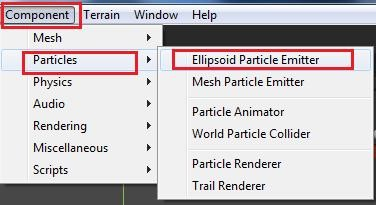 Component Terrain Window Help
Mesh
Particles
Physics
Audio
Rendering
Miscellaneous
Scripts
Ellipsoid Particle Emitter
Mesh Particle Emitter
Particle Animator
World Particle Collider
Particle Renderer
Trail Renderer